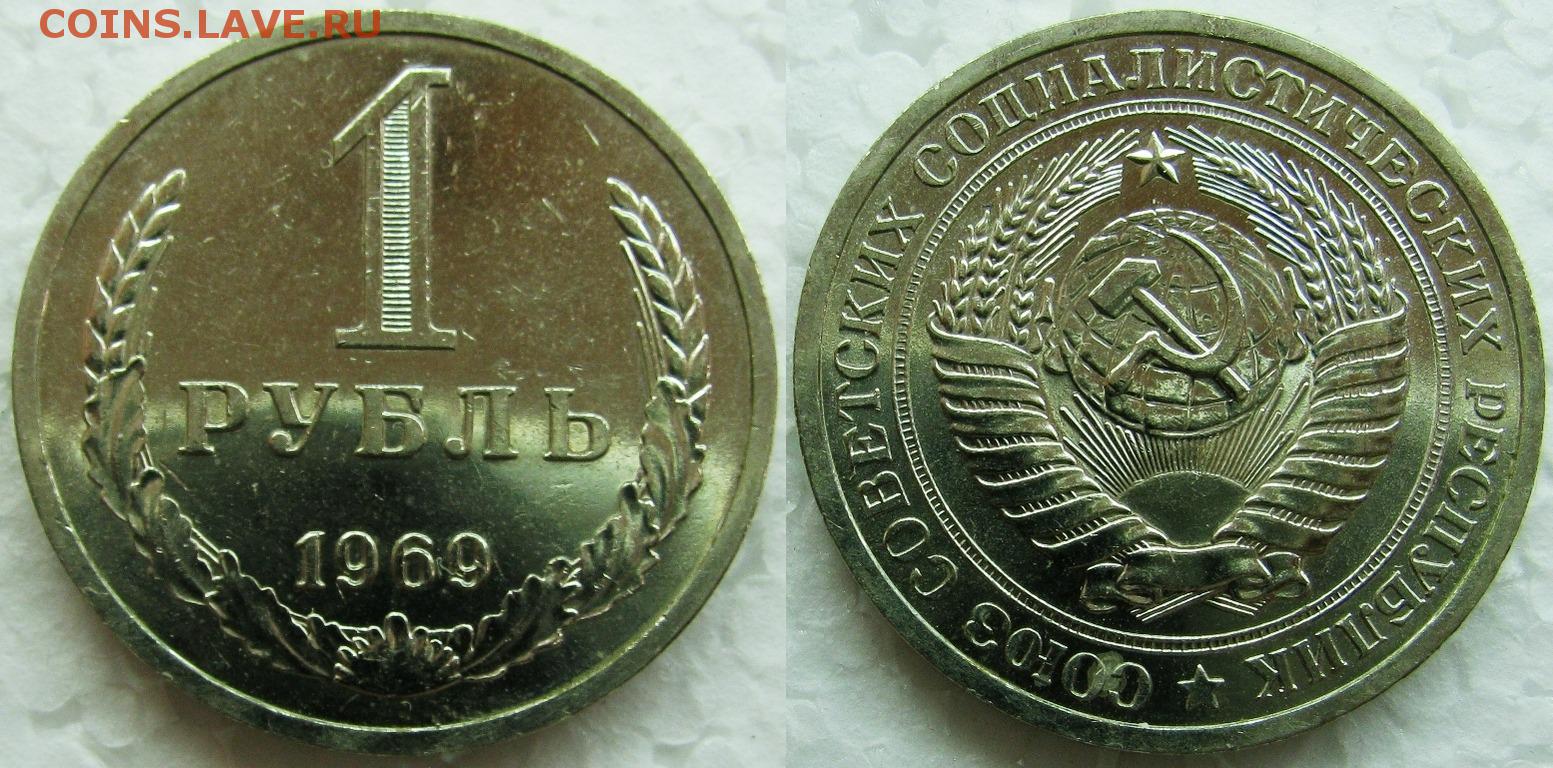 COINS.LAVE.RU
1
РУБЛЬ
1969
СОЮЗ СОВЕТСКИХ СОЦИАЛИСТИЧЕСКИХ РЕСПУБЛИК